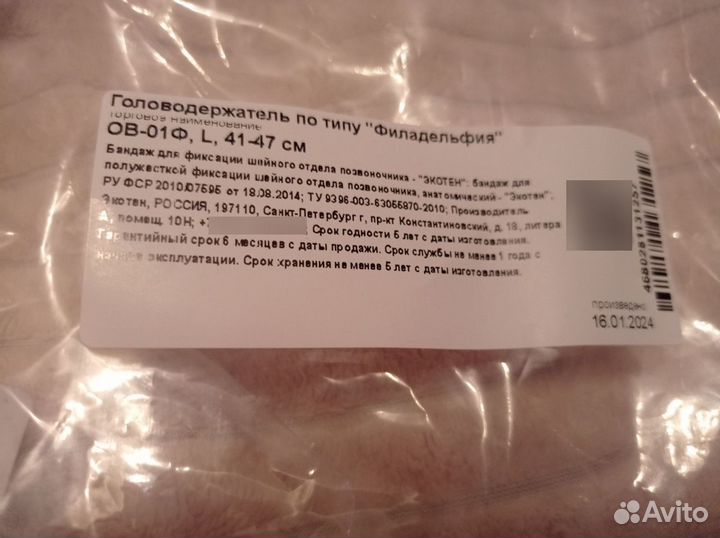 Головодержатель по типу "Филадельфия"
торговое наименование
ОВ-01Ф, L, 41-47 см
Бандаж для фиксации шейного отдела позвоночника - "ЭКОТЕН": бандаж для
полужесткой фиксации шейного отдела позвоночника, анатомический - "Экотен";
РУ ФСР 2010/07595 от 18.08.2014; ТУ 9396-003-63055870-2010; Производитель
Экотен, РОССИЯ, 197110, Санкт-Петербург г, пр-кт Константиновский, д. 18, литера
А, помещ. 10Н; +7 Срок годности 5 лет с даты изготовления.
Гарантийный срок 6 месяцев с даты продажи. Срок службы не менее 1 года с
начала эксплуатации. Срок хранения не менее 5 лет с даты изготовления.
4680281131257
произведено:
16.01.2024
Avito